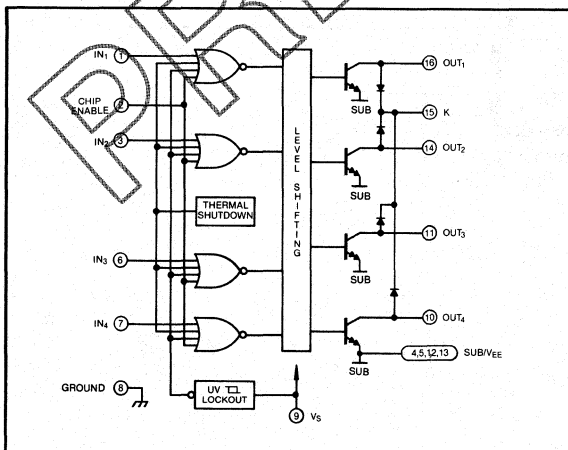 PR
IN1 1
16 OUT1
CHIP
ENABLE 2
SUB
15 K
IN2 3
14 OUT2
SUB
LEVEL SHIFTING
THERMAL
SHUTDOWN
11 OUT3
IN3 6
SUB
IN4 7
10 OUT4
4,5,12,13 SUB/VEE
SUB
GROUND 8
UV
LOCKOUT
9 VS